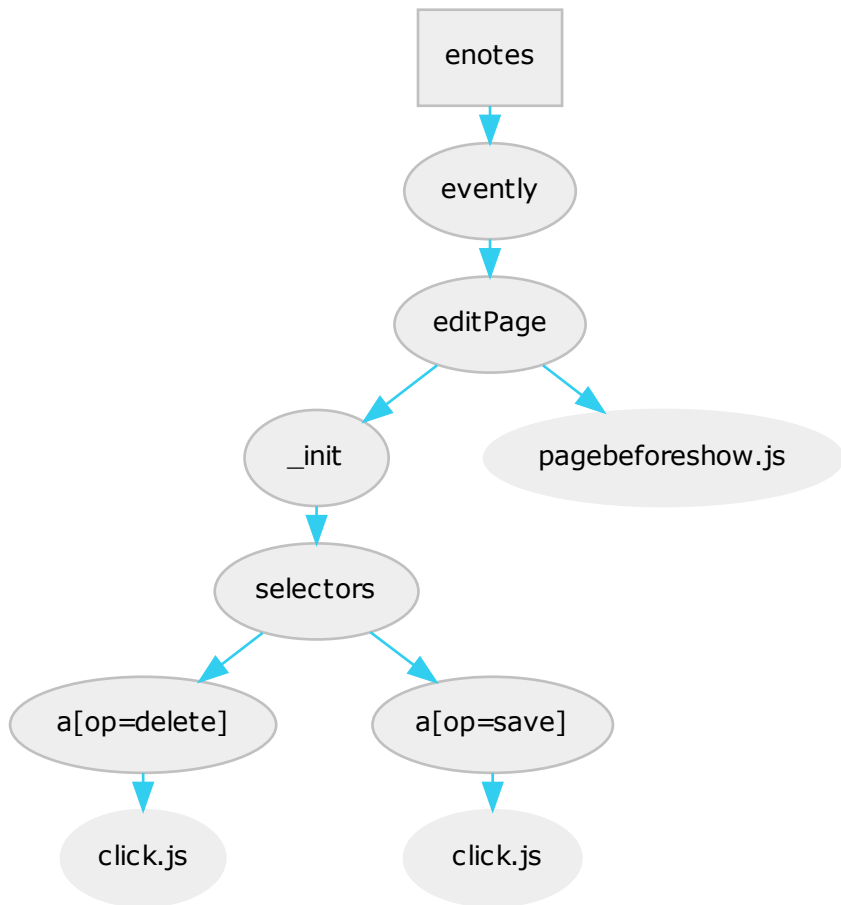 enotes
evently
editPage
_init
pagebeforeshow.js
selectors
a[op=delete]
a[op=save]
click.js
click.js